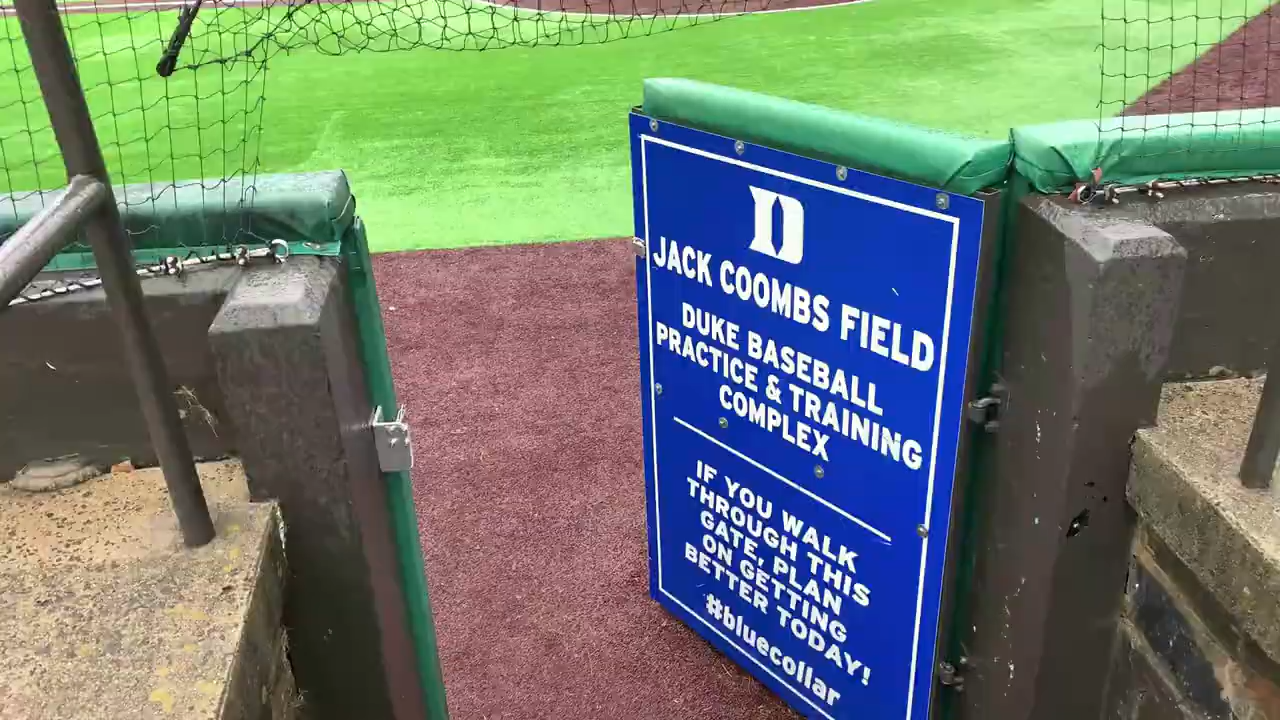 D
JACK COOMBS FIELD
DUKE BASEBALL
PRACTICE & TRAINING
COMPLEX
IF YOU WALK
THROUGH THIS
GATE, PLAN
ON GETTING
BETTER TODAY!
#bluecollar